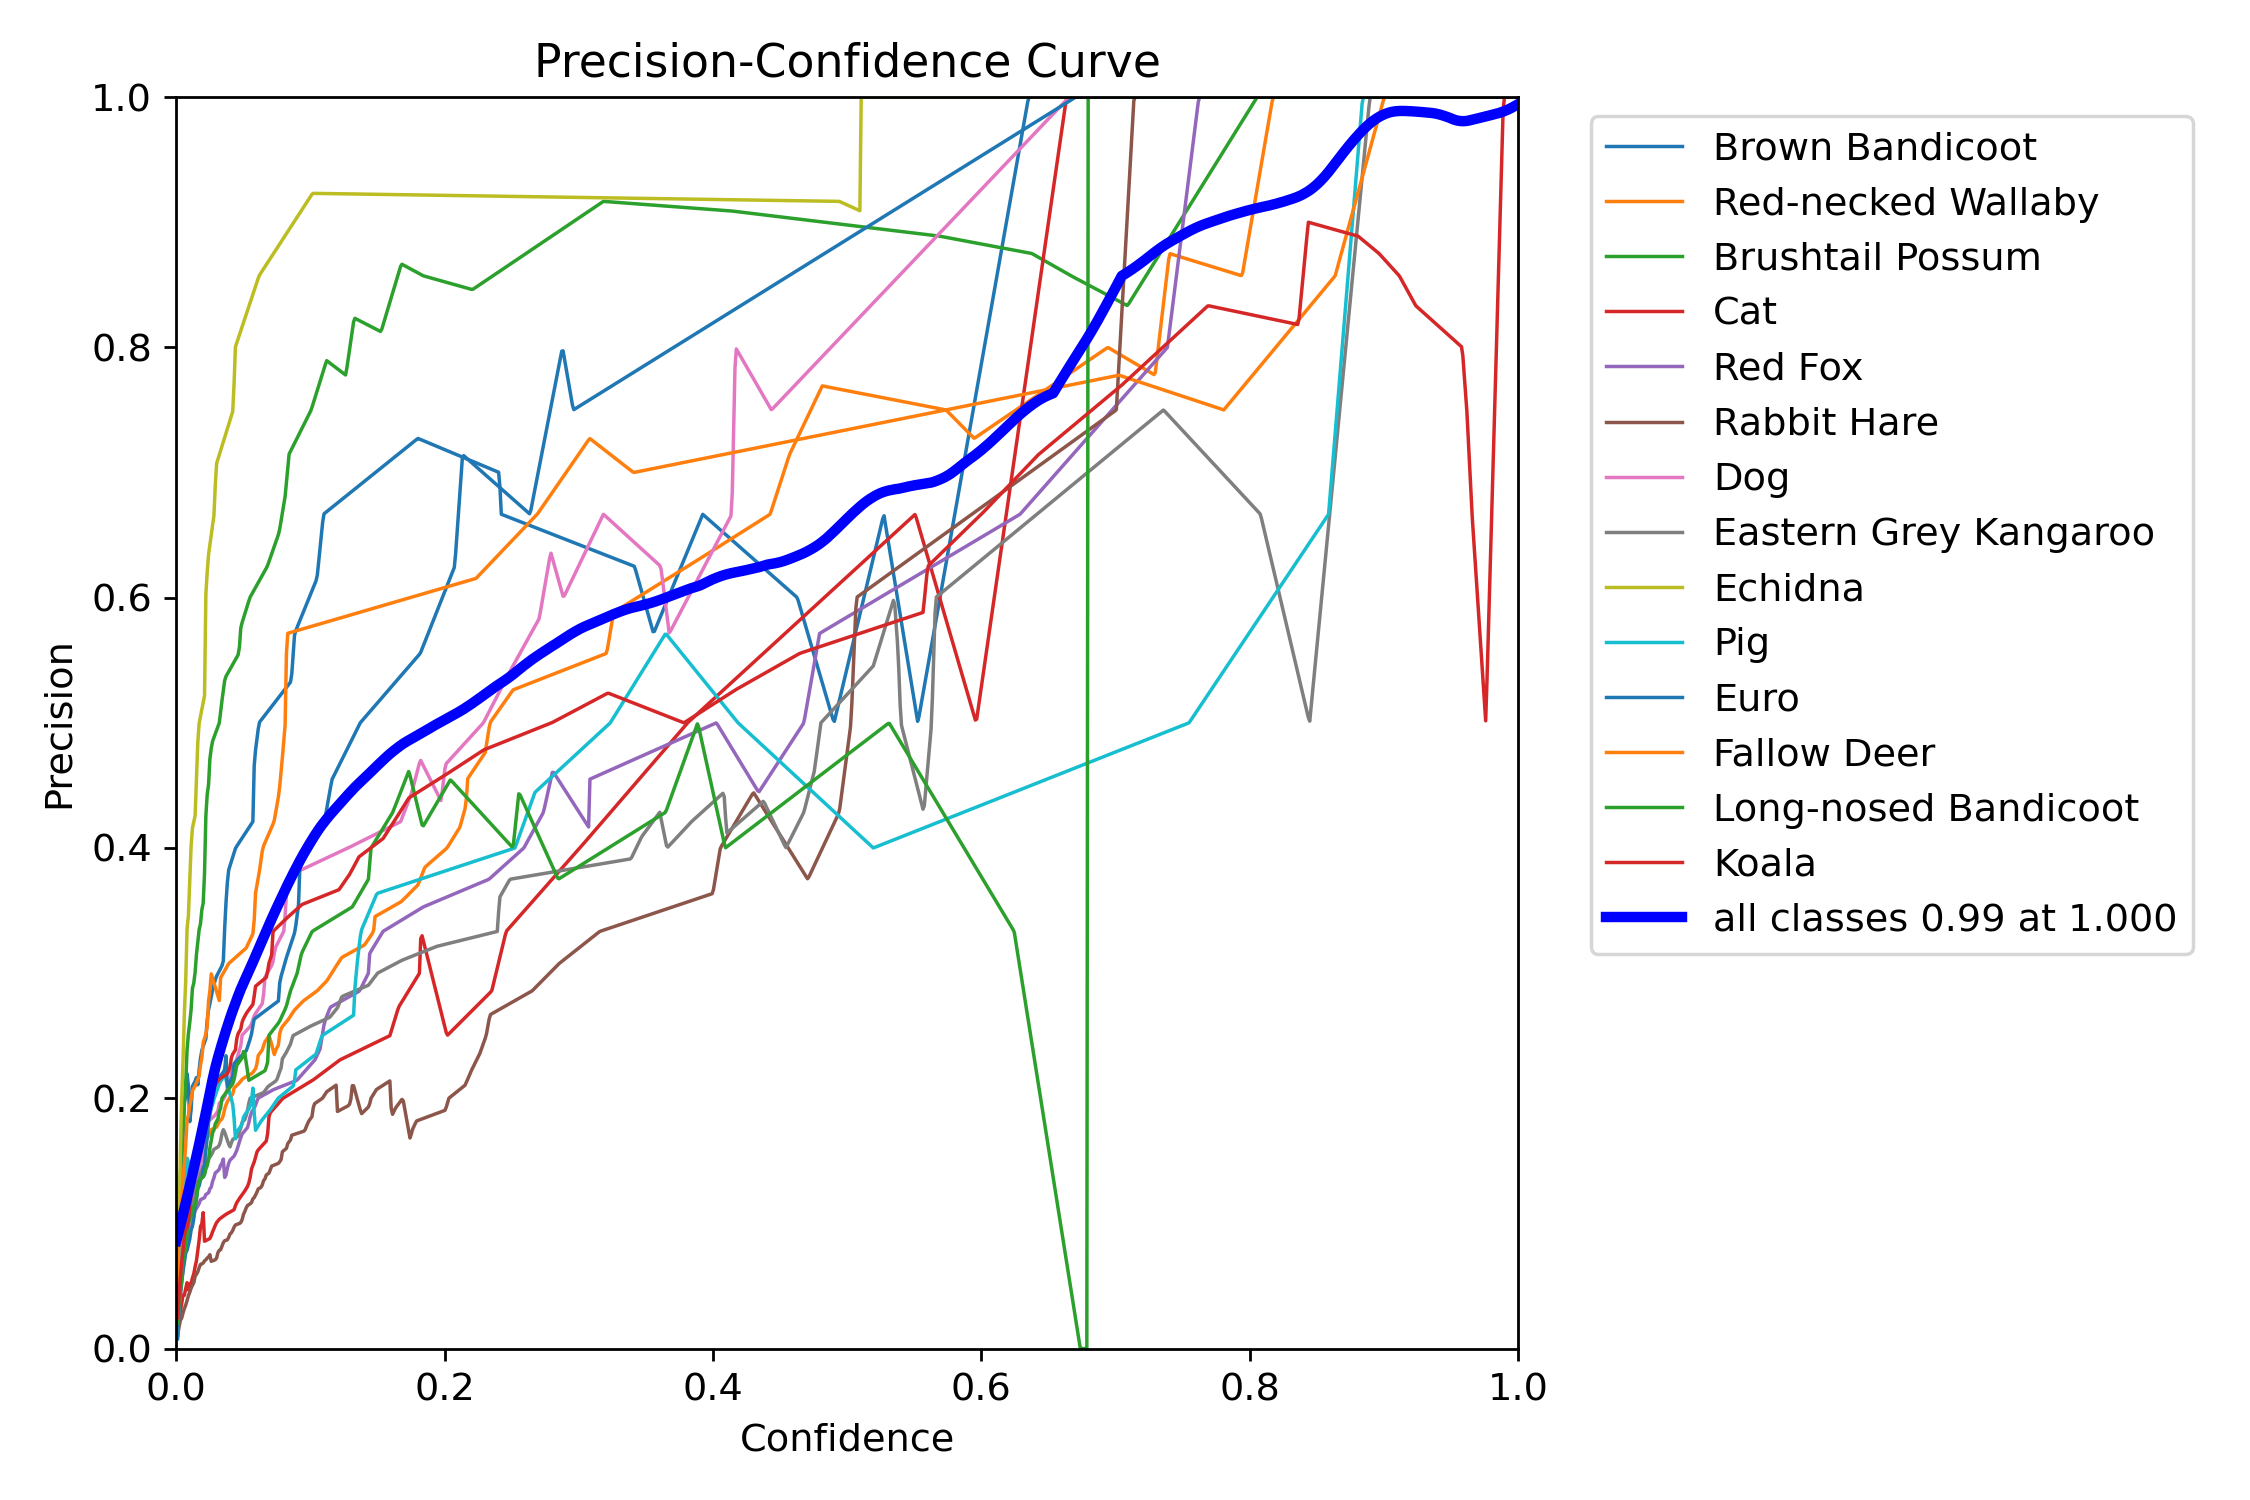 Precision-Confidence Curve
1.0
0.8
0.6
0.4
0.2
0.0
Precision
0.0 0.2 0.4 0.6 0.8 1.0
Confidence
Brown Bandicoot
Red-necked Wallaby
Brushtail Possum
Cat
Red Fox
Rabbit Hare
Dog
Eastern Grey Kangaroo
Echidna
Pig
Euro
Fallow Deer
Long-nosed Bandicoot
Koala
all classes 0.99 at 1.000